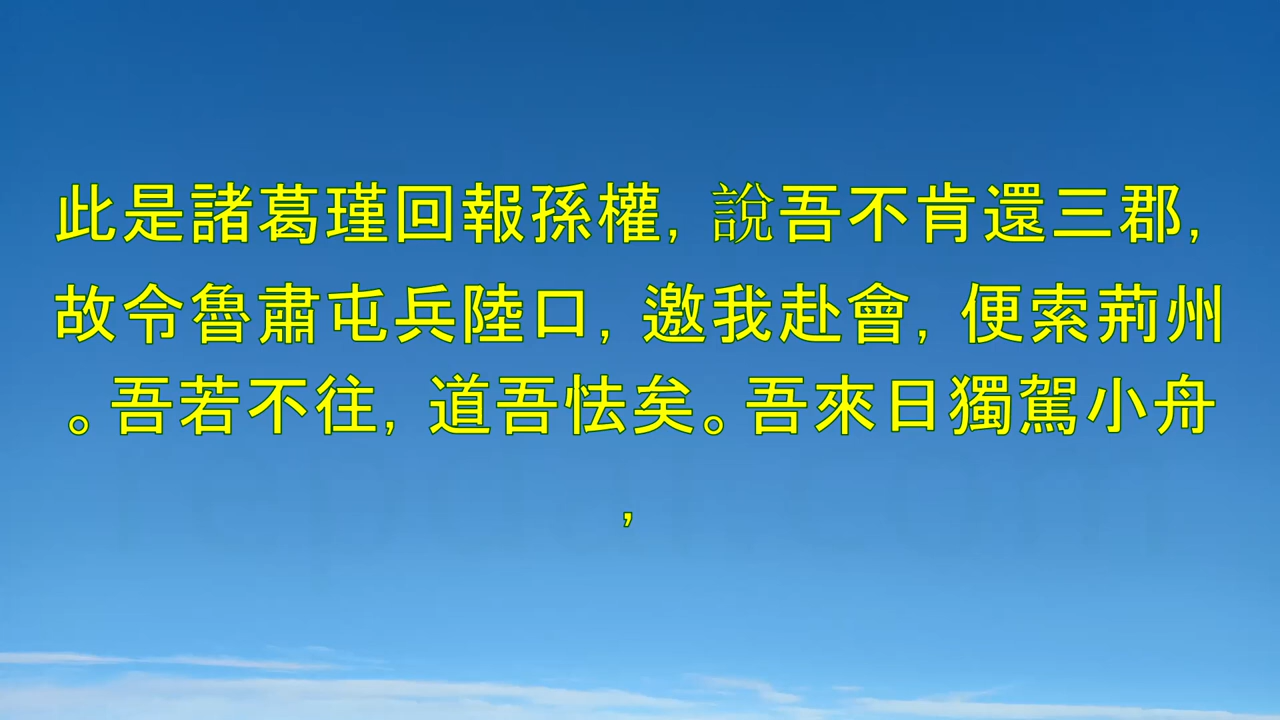 此是諸葛瑾回報孫權，說吾不肯還三郡，
故令魯肅屯兵陸口，邀我赴會，便索荊州
。吾若不往，道吾怯矣。吾來日獨駕小舟
，